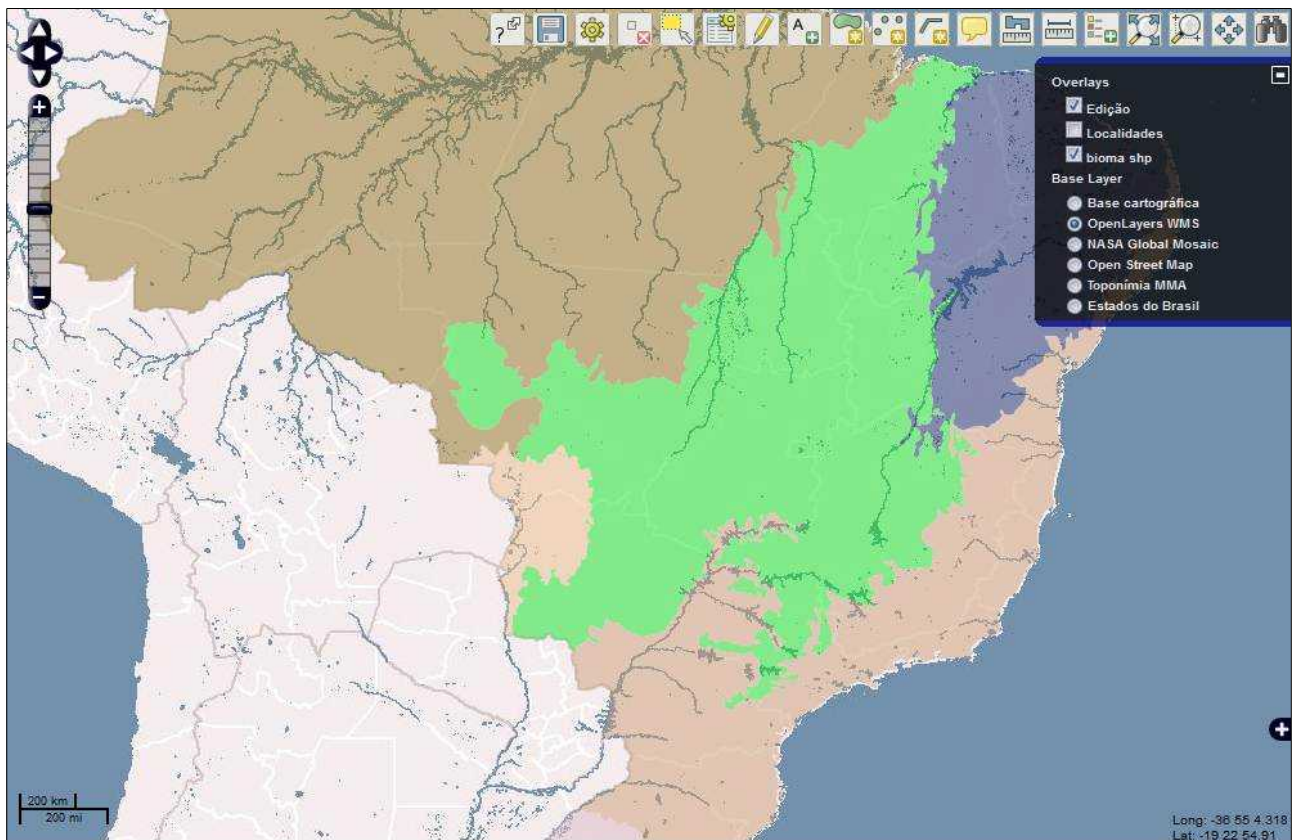 ?
A
Overlays
Edição
Localidades
bioma shp
Base Layer
Base cartográfica
OpenLayers WMS
NASA Global Mosaic
Open Street Map
Toponímia MMA
Estados do Brasil
200 km
200 mi
Long: -36 55 4.318
Lat: -19 22 54.91